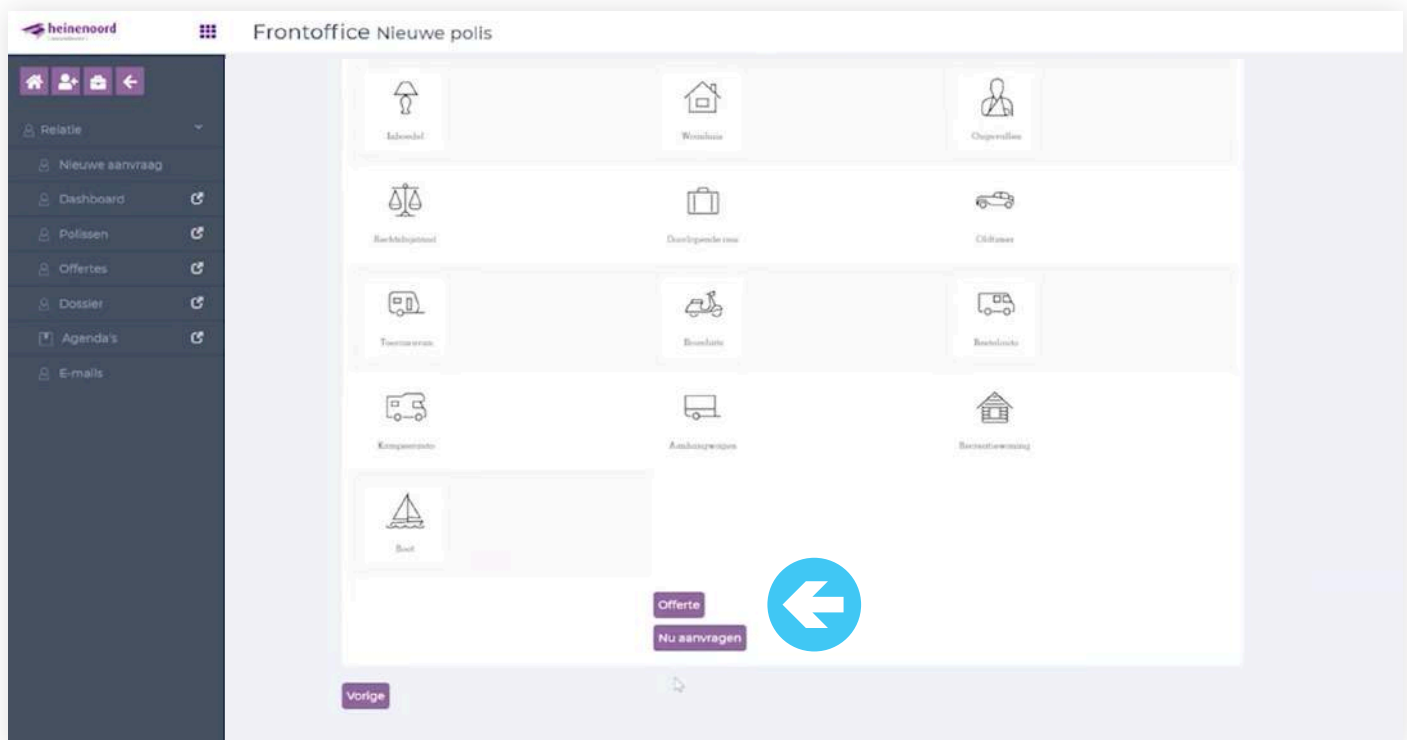 heinenoord
Frontoffice Nieuwe polis
Relatie
Nieuwe aanvraag
Dashboard
Polissen
Offertes
Dossier
Agenda's
E-mails
Inboedel
Woonhuis
Ongevallen
Rechtsbijstand
Doorlopende reis
Oldtimer
Toercaravan
Bromfiets
Bestelauto
Kampeerauto
Aanhangwagen
Recreatiewoning
Boot
Offerte
Nu aanvragen
Vorige